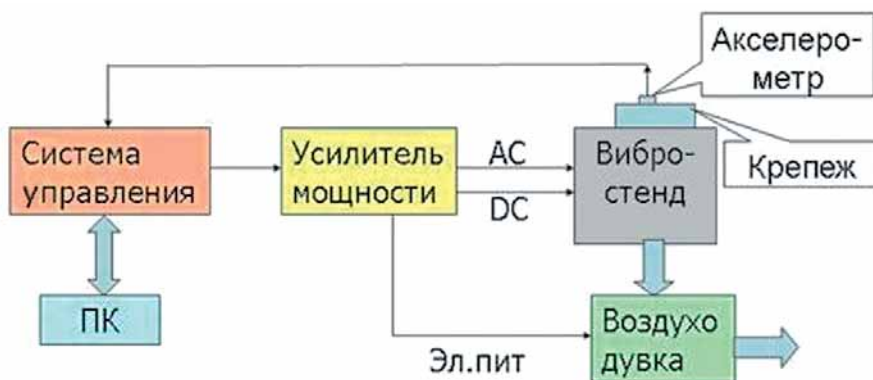 Акселеро-
метр
Система
управления
Усилитель
мощности
AC
DC
Вибро-
стенд
Крепеж
ПК
Эл.пит
Воздухо
дувка